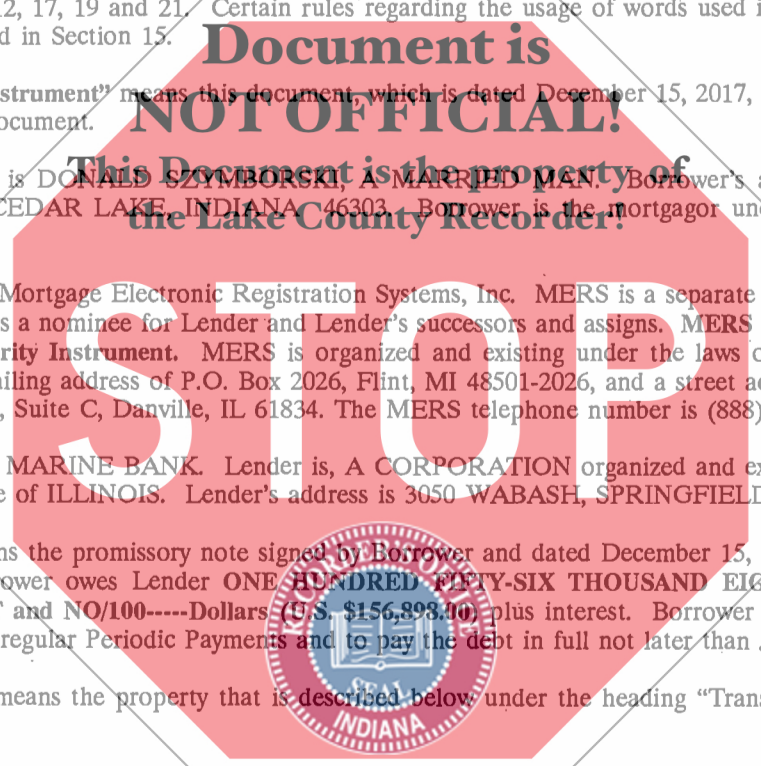 12, 17, 19 and 21. Certain rules regarding the usage of words used i
d in Section 15.
Document is
strument” means this document, which is dated December 15, 2017,
ocument.
NOT OFFICIAL!
This Document is the property of
is DONALD SZYMBORSKI, A MARRIED MAN. Borrower's a
CEDAR LAKE, INDIANA 46303. Borrower is the mortgagor un
the Lake County Recorder!
Mortgage Electronic Registration Systems, Inc. MERS is a separate
s a nominee for Lender and Lender's successors and assigns. MERS
rity Instrument. MERS is organized and existing under the laws o
iling address of P.O. Box 2026, Flint, MI 48501-2026, and a street a
, Suite C, Danville, IL 61834. The MERS telephone number is (888)
STOP
MARINE BANK. Lender is, A CORPORATION organized and ex
e of ILLINOIS. Lender's address is 3050 WABASH, SPRINGFIELD
ns the promissory note signed by Borrower and dated December 15,
ower owes Lender ONE HUNDRED FIFTY-SIX THOUSAND EIG
and NO/100-----Dollars (U.S. $156,898.00) plus interest. Borrower
regular Periodic Payments and to pay the debt in full not later than
SEAL
means the property that is described below under the heading “Trans
INDIANA